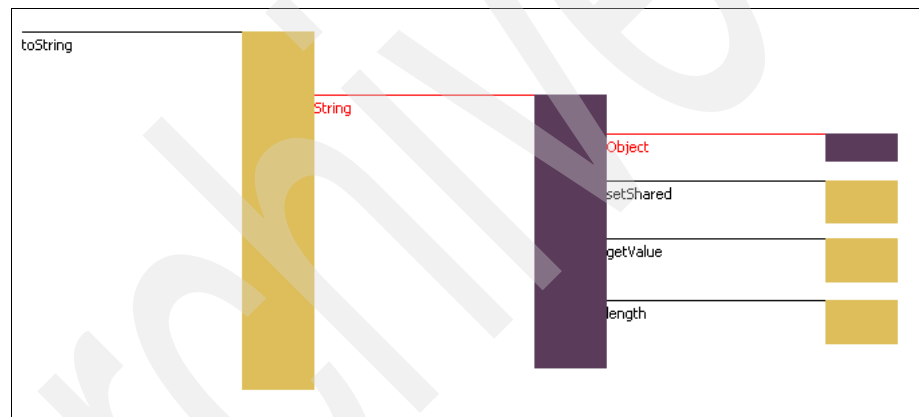 toString
String
Object
setShared
getValue
length